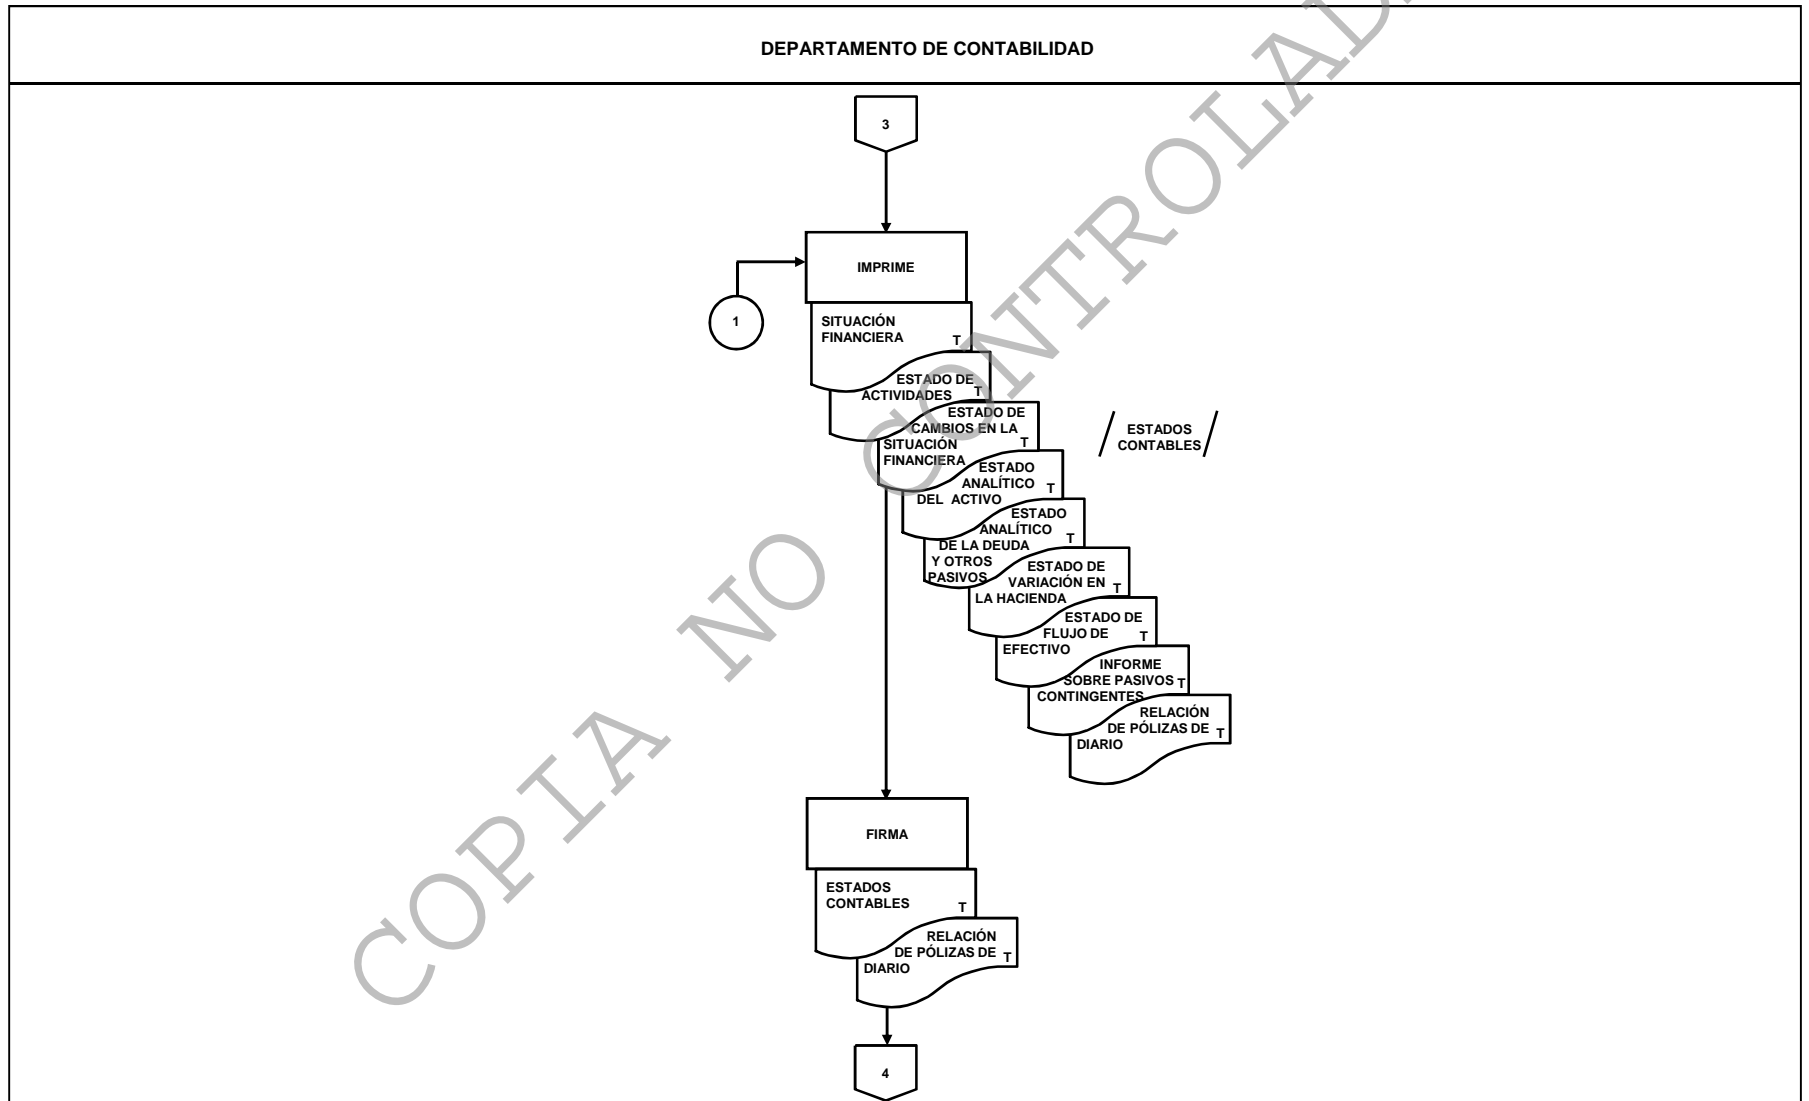 DEPARTAMENTO DE CONTABILIDAD
3
IMPRIME
1
SITUACIÓN
FINANCIERA
T
ESTADO DE
ACTIVIDADES T
ESTADO DE
CAMBIOS EN LA
SITUACIÓN T
FINANCIERA
ESTADO
ANALÍTICO
DEL ACTIVO T
ESTADO
ANALÍTICO
DE LA DEUDA T
Y OTROS
PASIVOS
ESTADO DE
VARIACIÓN EN
LA HACIENDA T
ESTADO DE
FLUJO DE T
EFECTIVO
INFORME
SOBRE PASIVOS T
CONTINGENTES
RELACIÓN
DE PÓLIZAS DE T
DIARIO
/ ESTADOS
CONTABLES /
FIRMA
ESTADOS
CONTABLES T
RELACIÓN
DE PÓLIZAS DE T
DIARIO
4
COPIA NO CONTROLAD